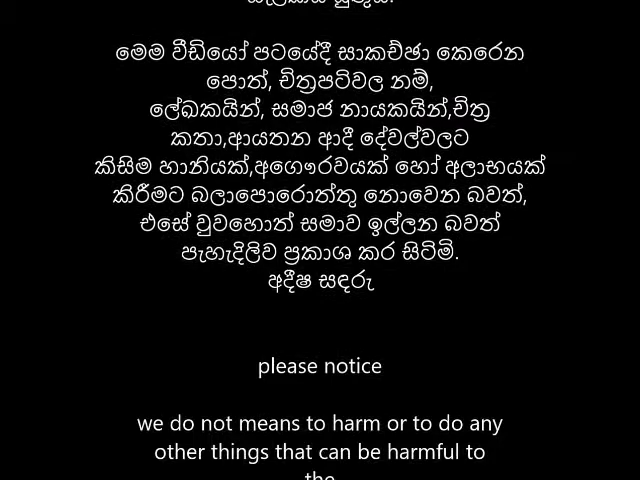 මෙම වීඩියෝ පටයේදී සාකච්ඡා කෙරෙන
පොත්, චිත්‍රපටිවල නම්,
ලේඛකයින්, සමාජ නායකයින්,චිත්‍ර
කතා,ආයතන ආදී දේවල්වලට
කිසිම හානියක්,අගෞරවයක් හෝ අලාභයක්
කිරීමට බලාපොරොත්තු නොවෙන බවත්,
එසේ වුවහොත් සමාව ඉල්ලන බවත්
පැහැදිලිව ප්‍රකාශ කර සිටිමි.
අදීෂ සඳරු
please notice
we do not means to harm or to do any
other things that can be harmful to
the